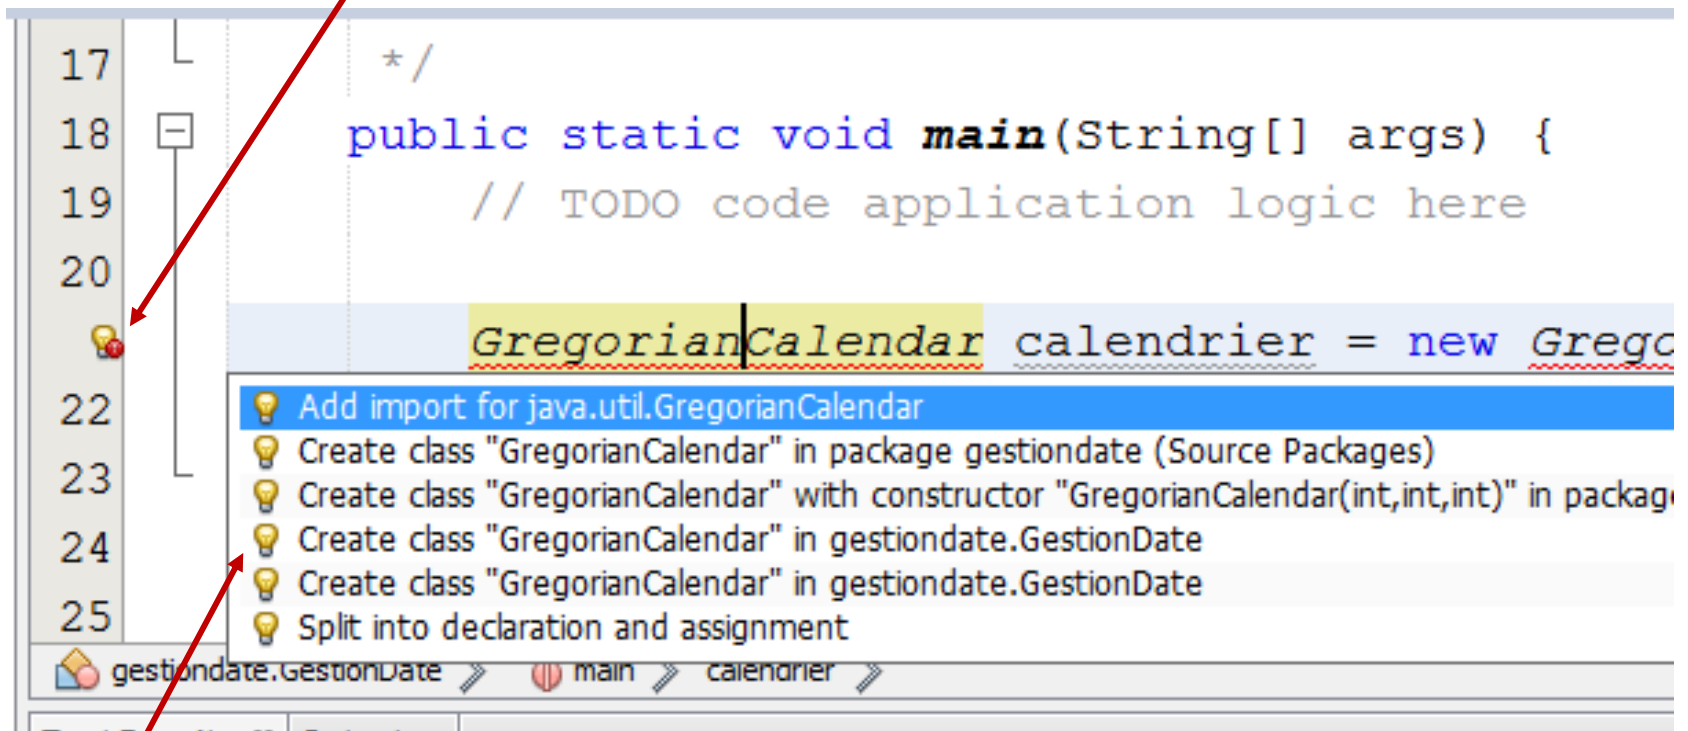 17 */
18 public static void main(String[] args) {
19 // TODO code application logic here
20
GregorianCalendar calendrier = new
Add import for java.util.GregorianCalendar
22
Create class "GregorianCalendar" in package gestiondate (Source Packages)
23
Create class "GregorianCalendar" with constructor "GregorianCalendar(int,int,int)" in
24
Create class "GregorianCalendar" in gestiondate.GestionDate
Create class "GregorianCalendar" in gestiondate.GestionDate
25
Split into declaration and assignment
gestiondate.GestionDate main calendrier